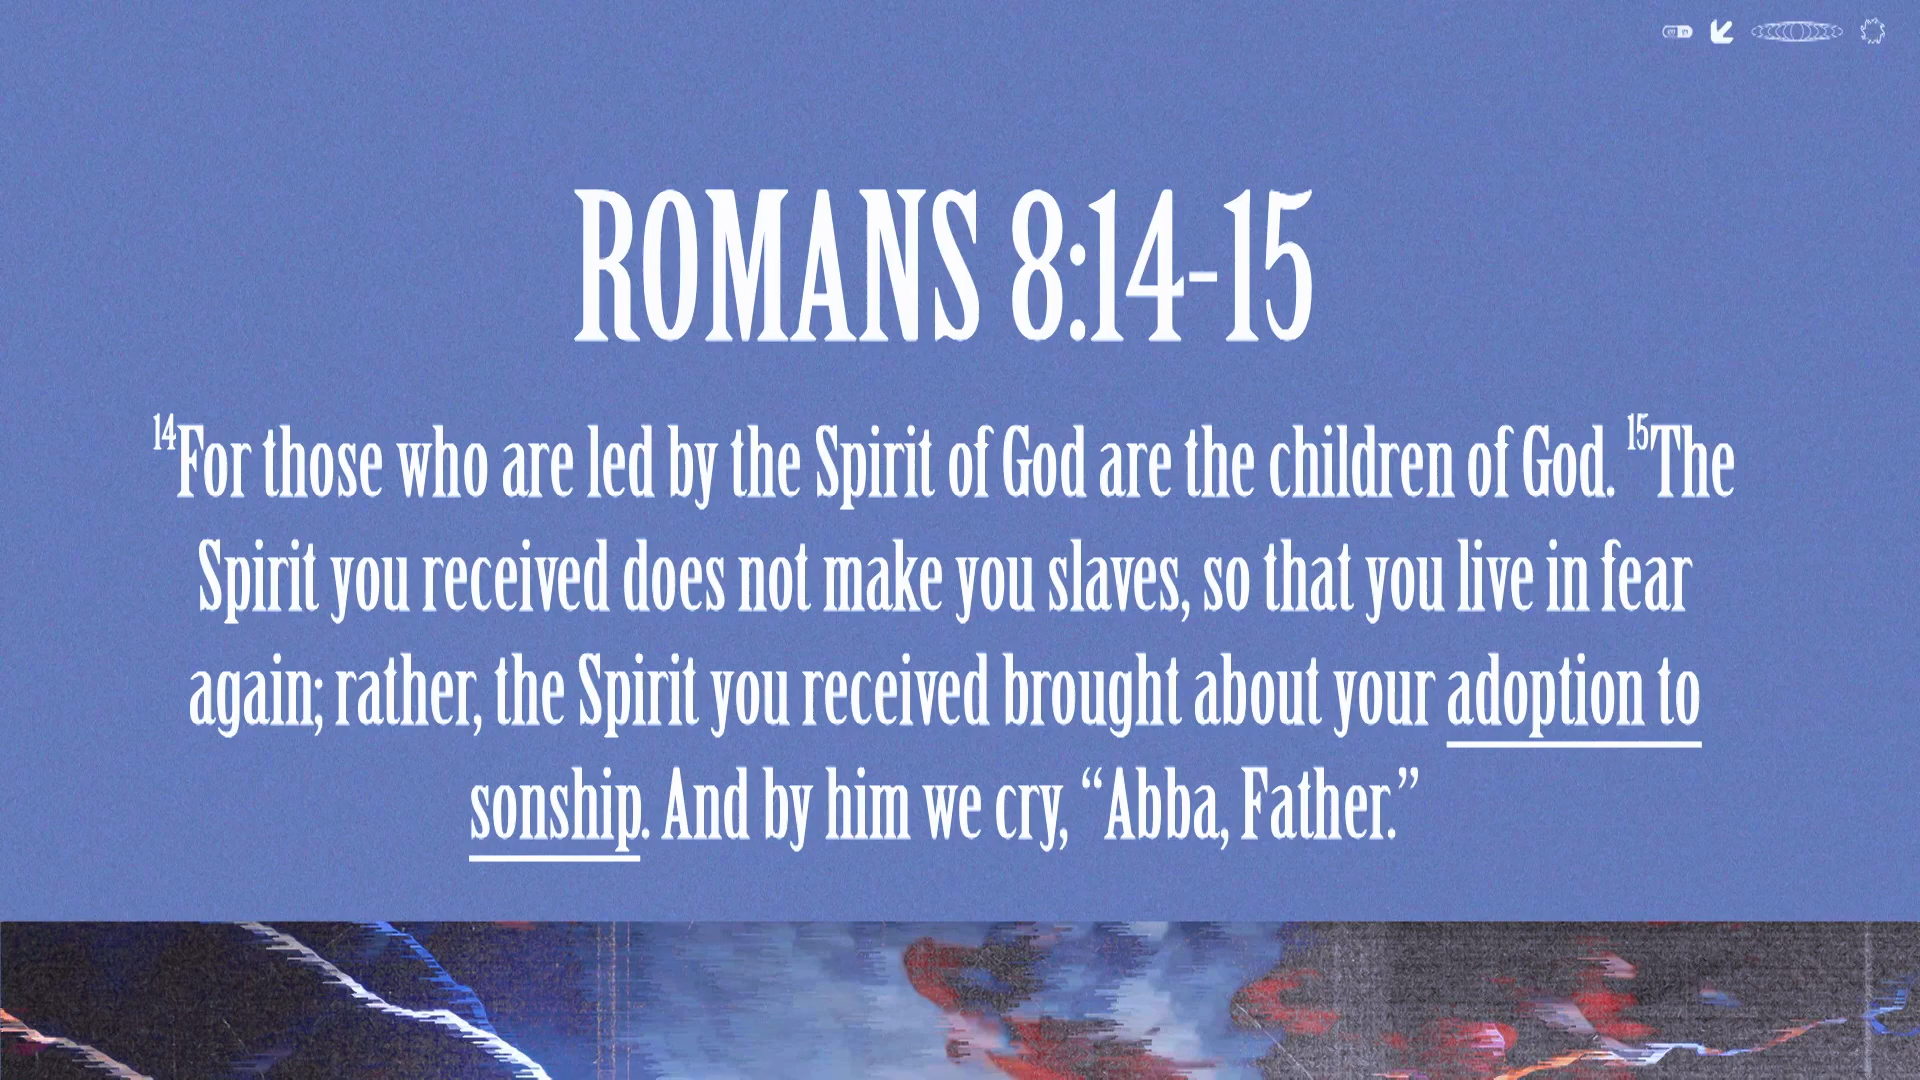 ROMANS 8:14-15
14For those who are led by the Spirit of God are the children of God. 15The
Spirit you received does not make you slaves, so that you live in fear
again; rather, the Spirit you received brought about your adoption to
sonship. And by him we cry, “Abba, Father.”